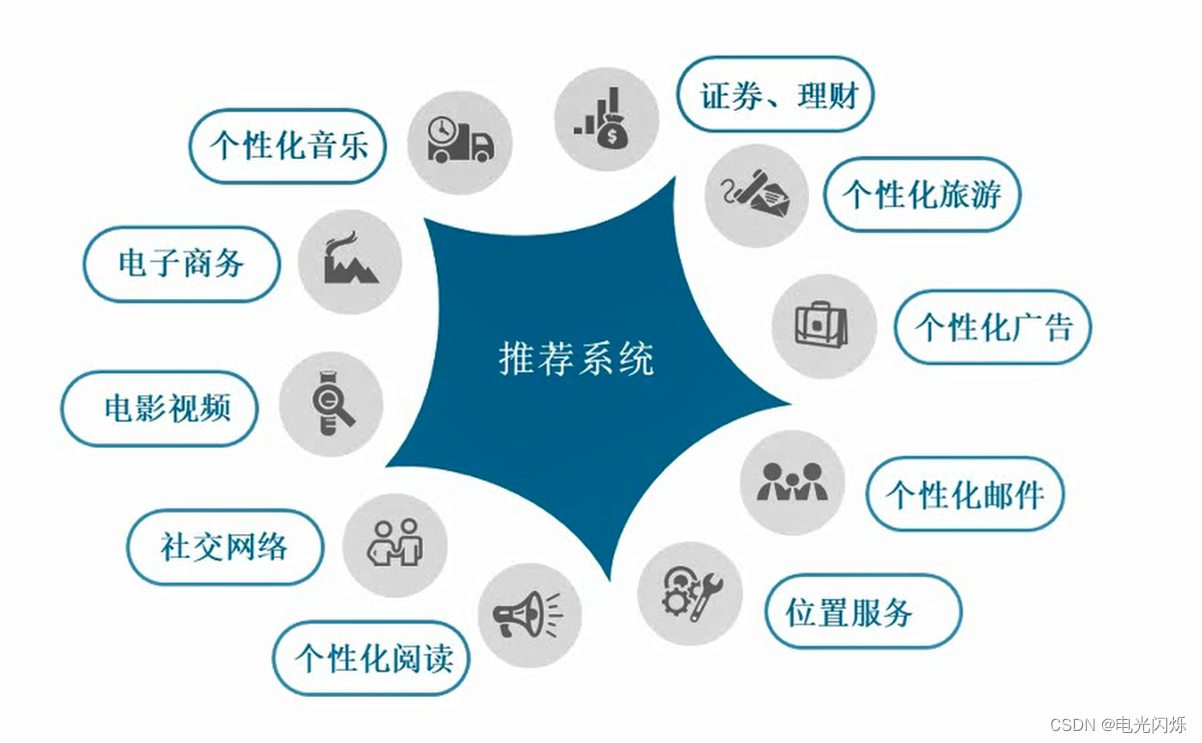 证券、理财
个性化音乐
个性化旅游
电子商务
个性化广告
推荐系统
电影视频
个性化邮件
社交网络
位置服务
个性化阅读
CSDN @电光闪烁